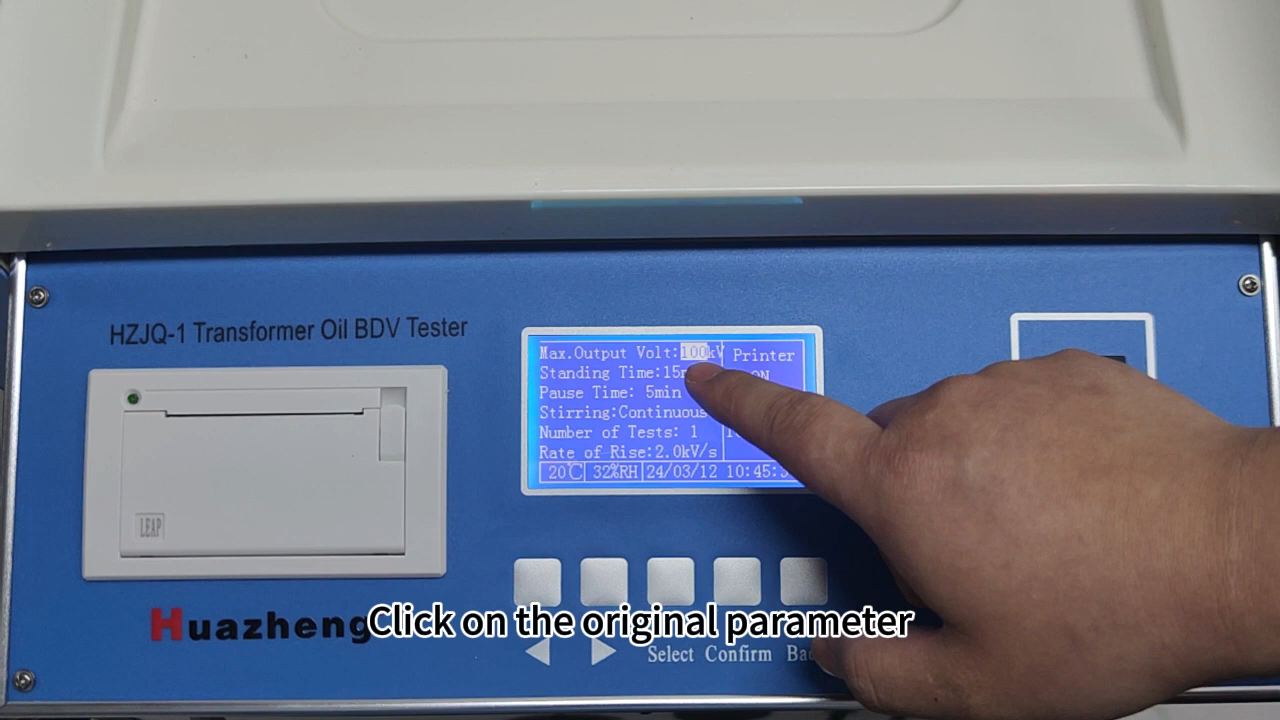 HZJQ-1 Transformer Oil BDV Tester
Max.Output Volt:100kV
Standing Time:15
Pause Time: 5min
Stirring:Continuous
Number of Tests: 1
Rate of Rise:2.0kV/s
Printer
ON
20℃ 32%RH 24/03/12 10:45:
LEAP
Huazheng
Click on the original parameter
Select Confirm